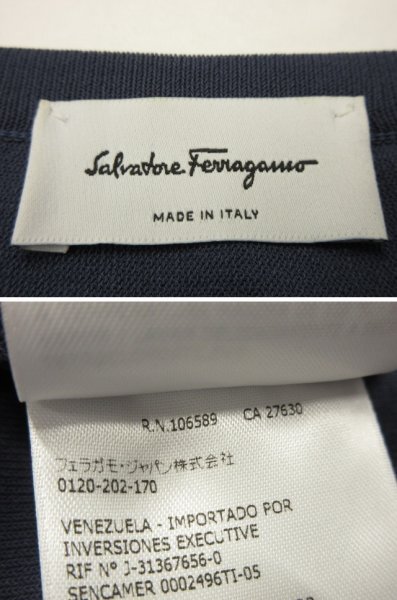 Salvatore Ferragamo
MADE IN ITALY
R.N.106589 CA 27630
フェラガモ・ジャパン株式会社
0120-202-170
VENEZUELA - IMPORTADO POR
INVERSIONES EXECUTIVE
RIF N° J-31367656-0
SENCAMER 0002496TI-05